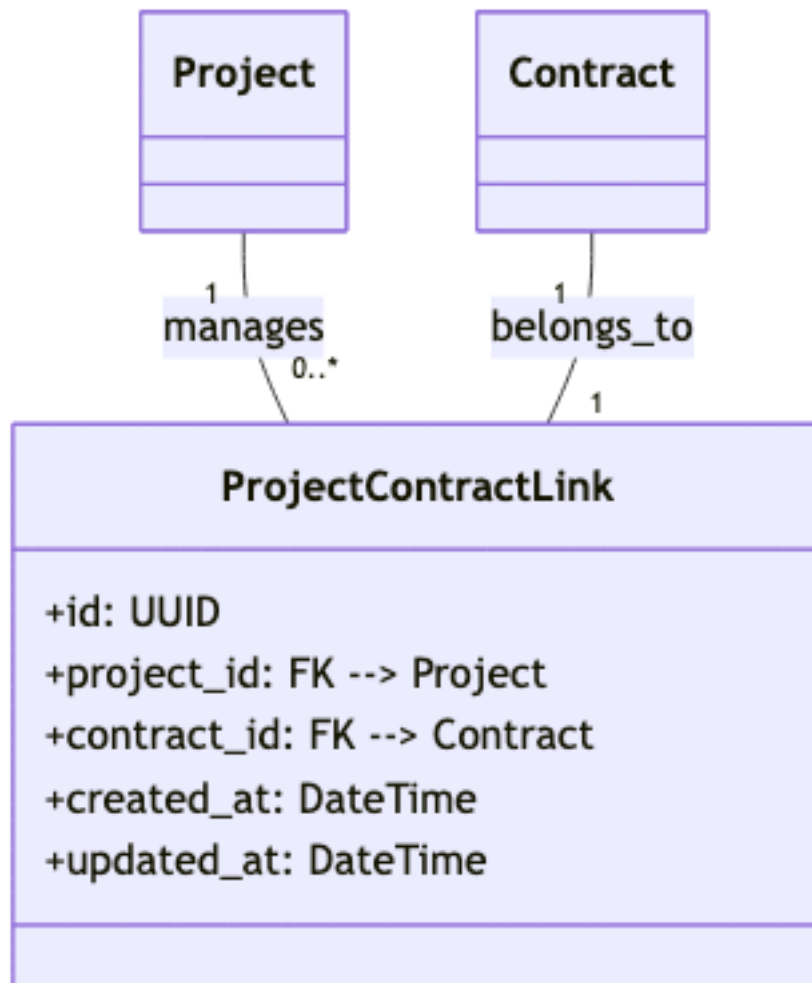 Project
Contract
1
manages
0..*
1
belongs_to
1
ProjectContractLink
+id: UUID
+project_id: FK --> Project
+contract_id: FK --> Contract
+created_at: DateTime
+updated_at: DateTime